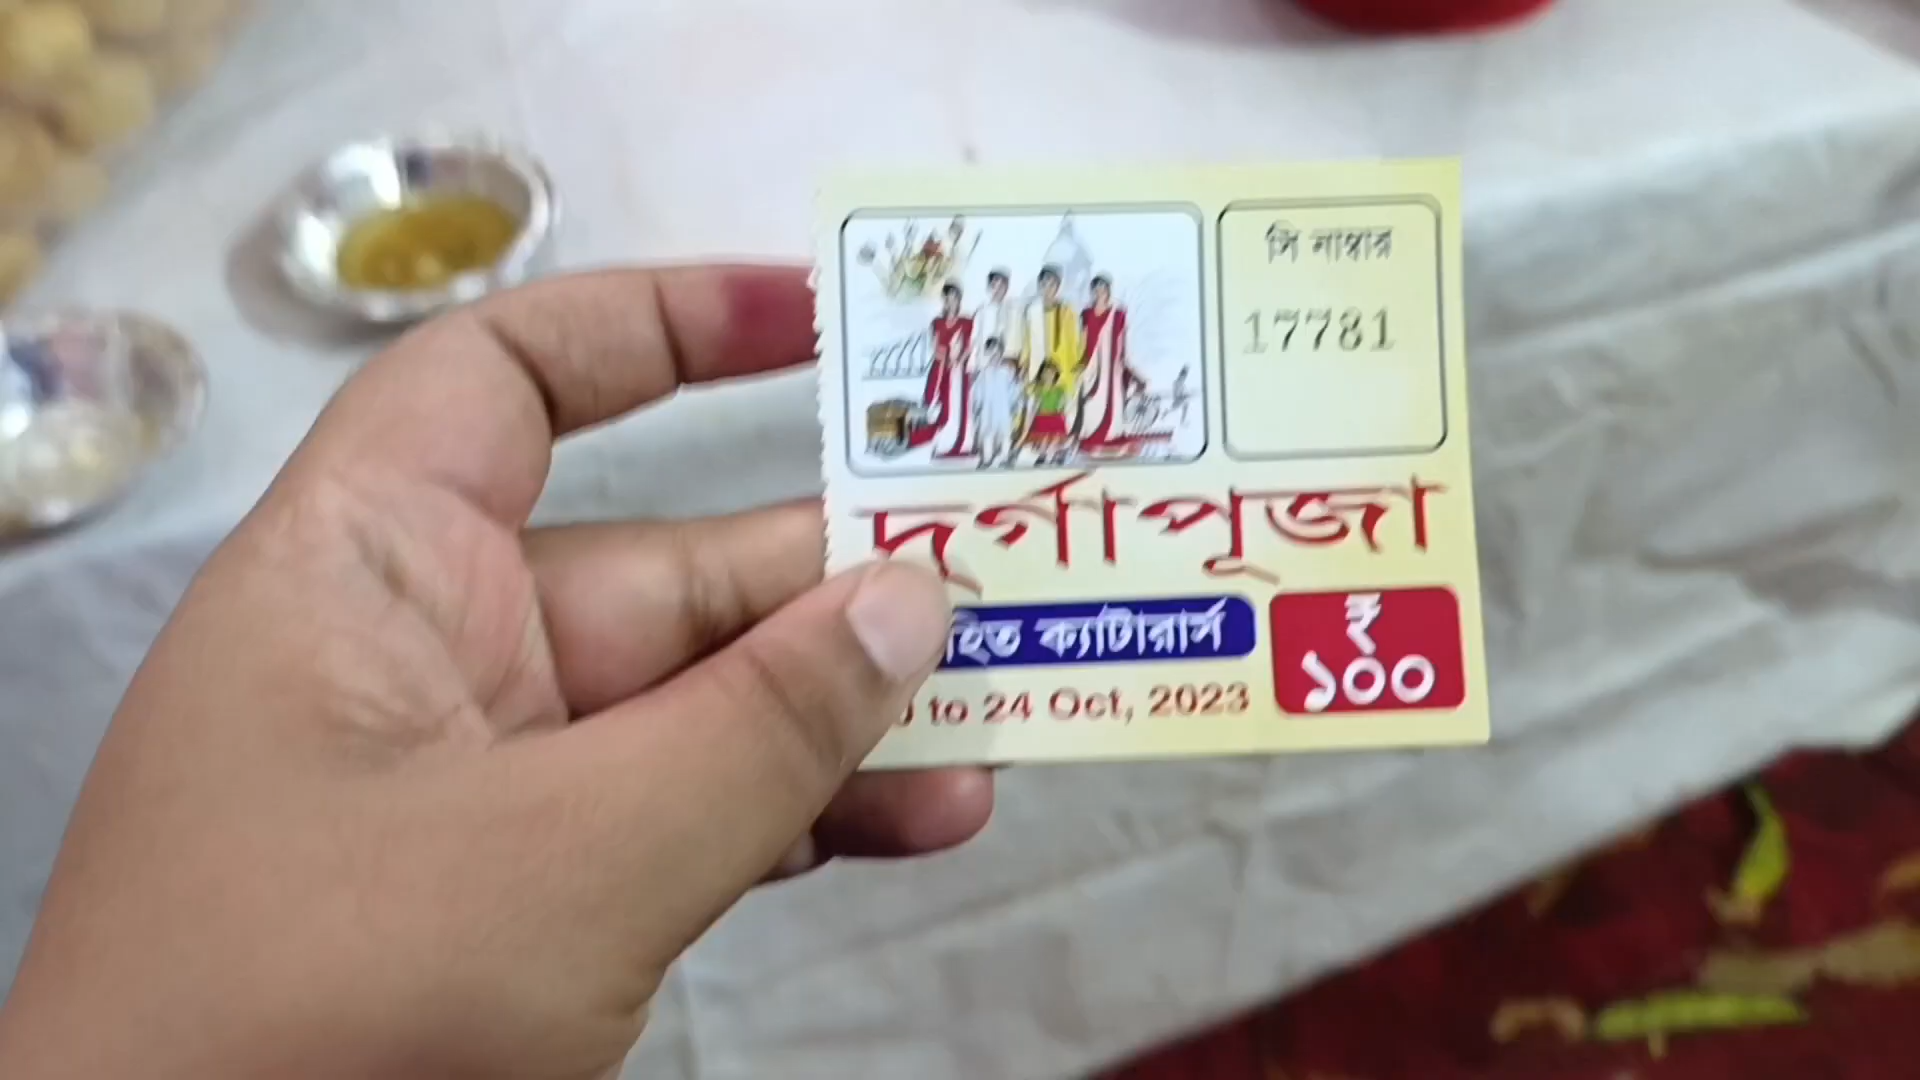 সি নাম্বার
17781
দুর্গাপূজা
ক্যাটারার্স
₹
১০০
to 24 Oct, 2023